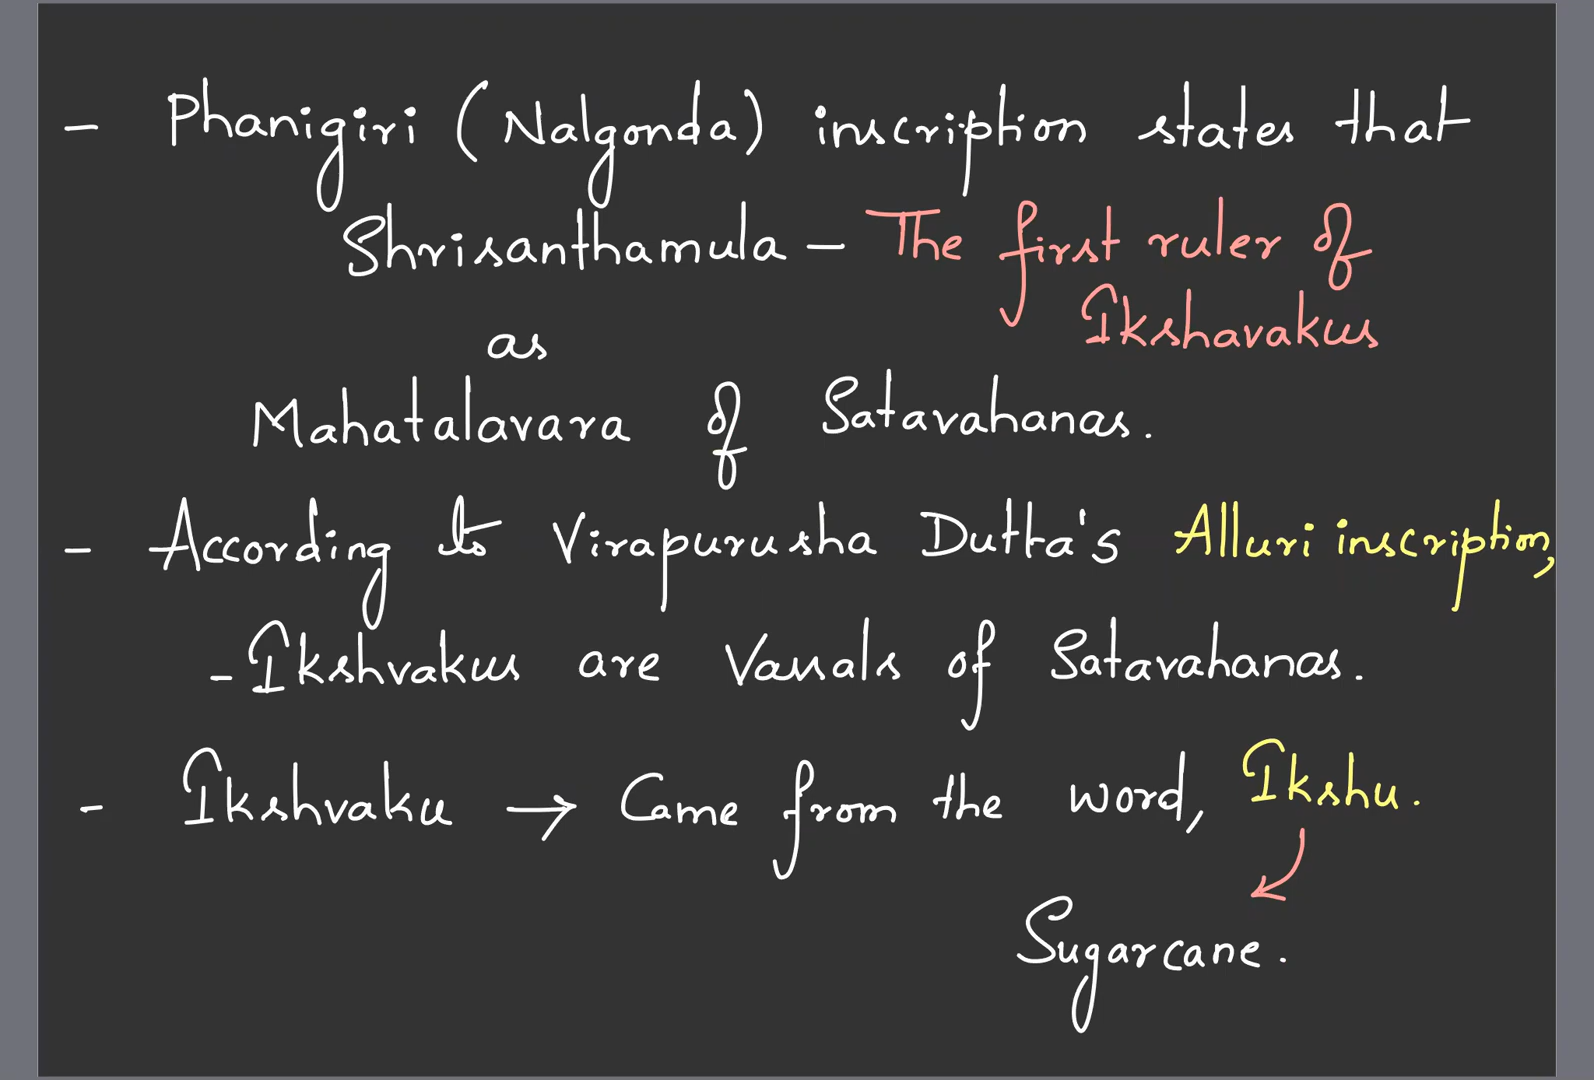 - Phanigiri (Nalgonda) inscription states that
Shrisanthamula - The first ruler of
Ikshavakus
as
Mahatalavara of Satavahanas.
- According to Virapurusha Dutta's Alluri inscription,
- Ikshvakus are Vassals of Satavahanas.
- Ikshvaku → Came from the word, Ikshu.
Sugarcane.